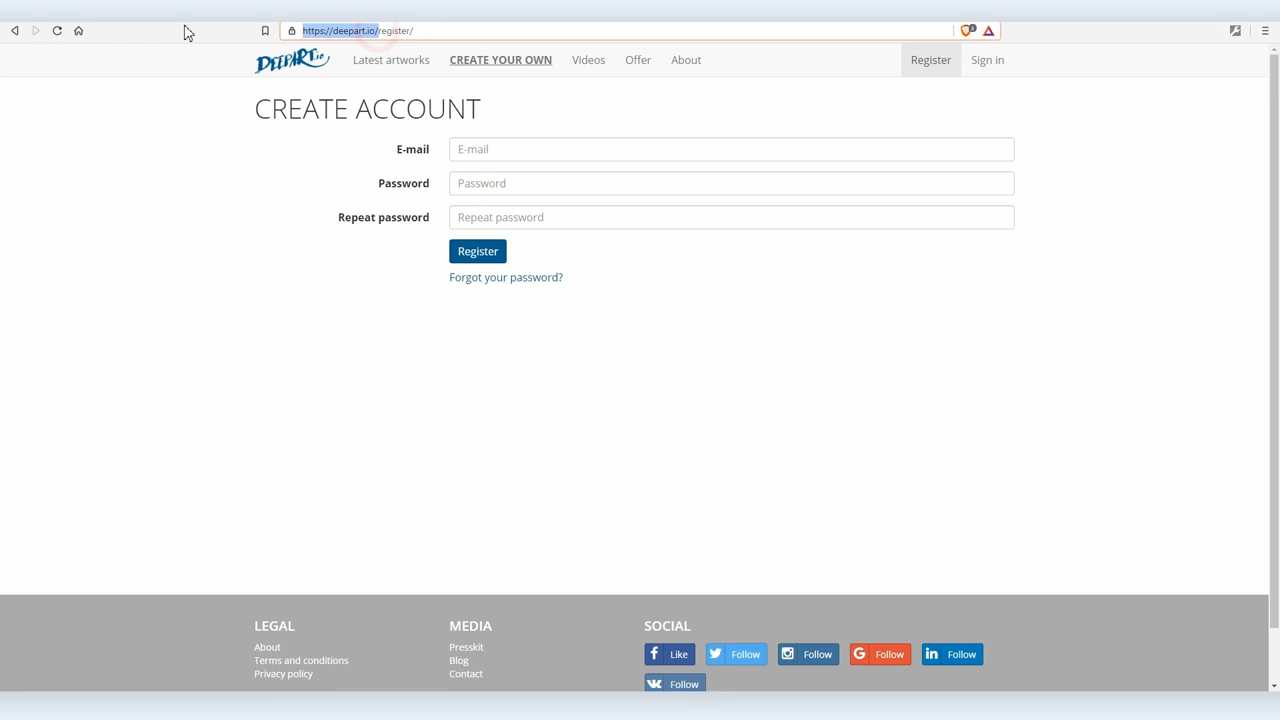 https://deepart.io/register/
DEEPART.io
Latest artworks
CREATE YOUR OWN
Videos
Offer
About
Register
Sign in
CREATE ACCOUNT
E-mail
E-mail
Password
Password
Repeat password
Repeat password
Register
Forgot your password?
LEGAL
About
Terms and conditions
Privacy policy
MEDIA
Presskit
Blog
Contact
SOCIAL
Like
Follow
Follow
Follow
Follow
Follow